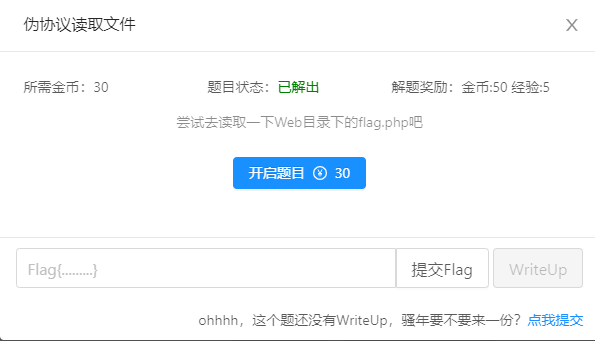 伪协议读取文件
所需金币：30 题目状态：已解出 解题奖励：金币:50 经验:5
尝试去读取一下Web目录下的flag.php吧
开启题目 ¥ 30
Flag{.........} 提交Flag WriteUp
ohhhh，这个题还没有WriteUp，骚年要不要来一份？点我提交